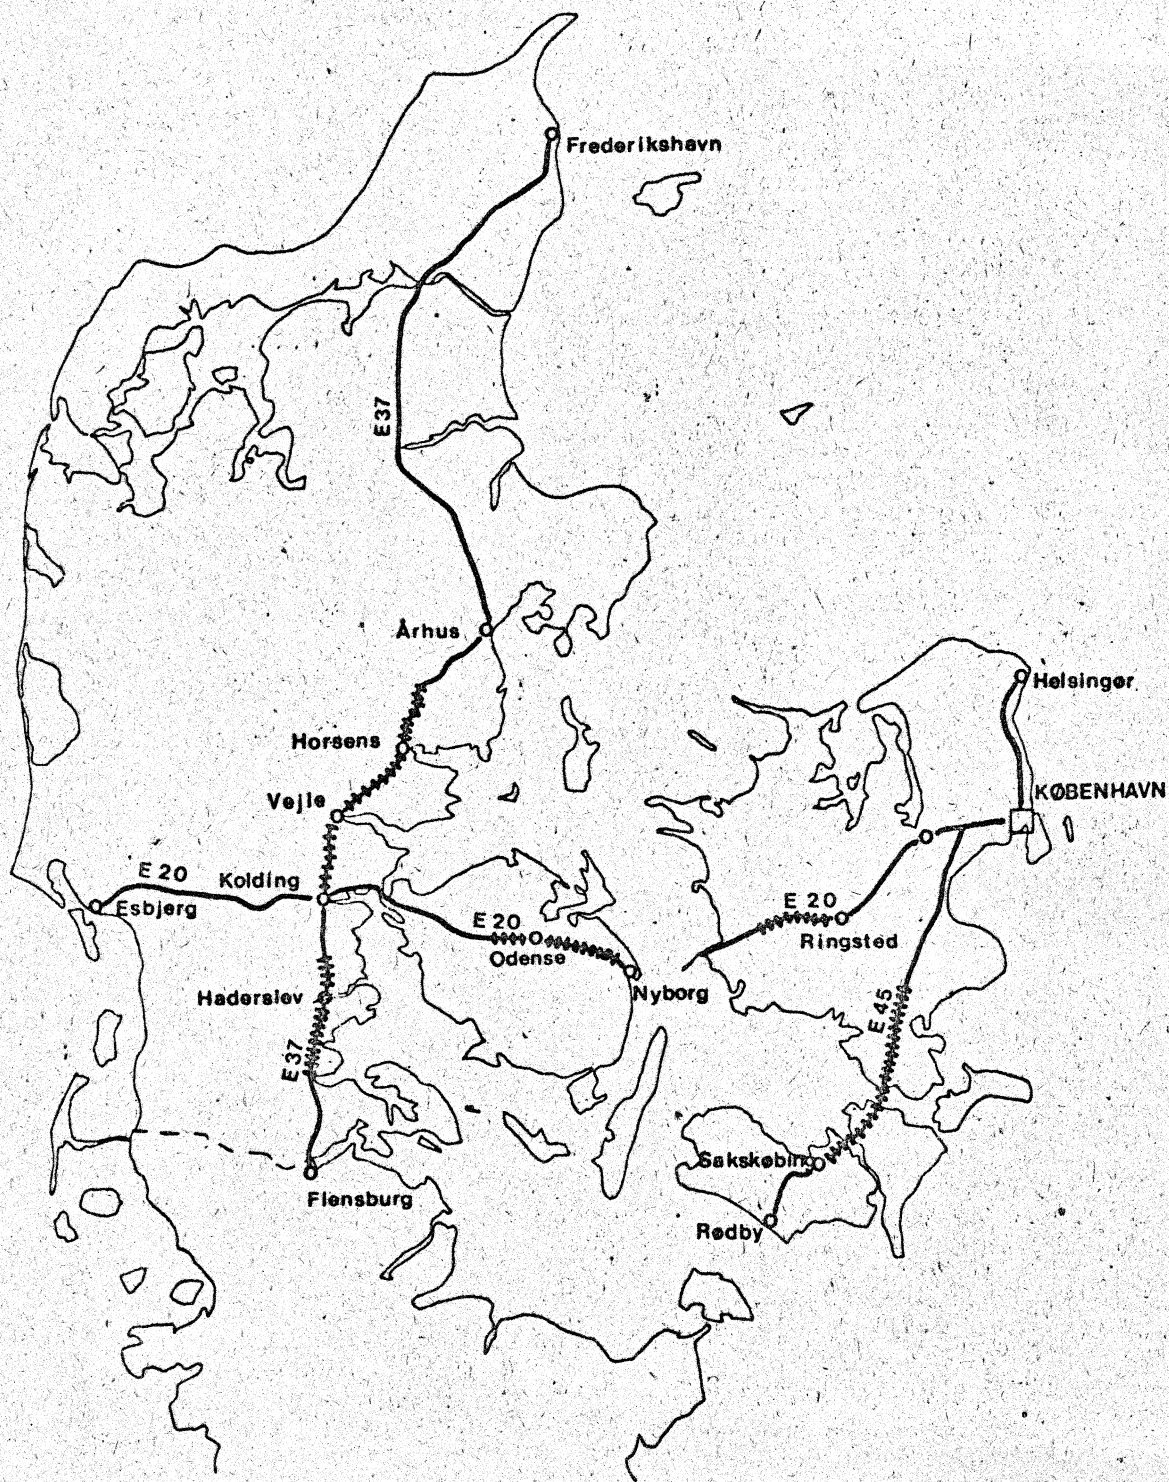 Frederikshavn
E37
Århus
Helsingør
Horsens
KØBENHAVN
Vejle
E 20
Kolding
Esbjerg
E 20
Odense
E 20
Ringsted
Nyborg
Haderslev
E 45
E37
Sakskøbing
Flensburg
Rødby